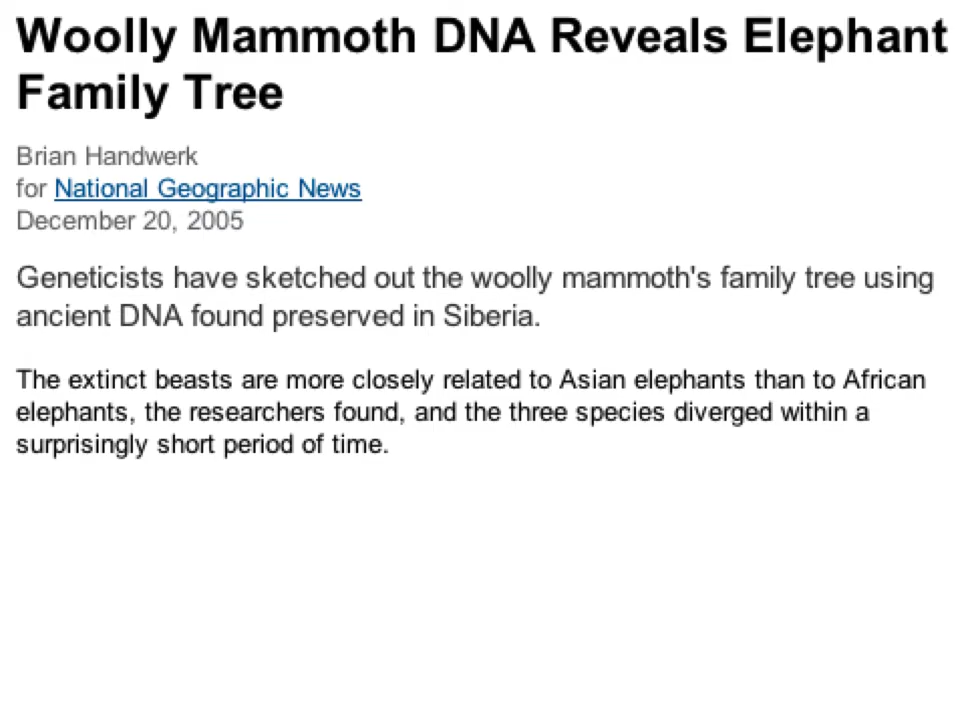 Woolly Mammoth DNA Reveals Elephant
Family Tree
Brian Handwerk
for National Geographic News
December 20, 2005
Geneticists have sketched out the woolly mammoth's family tree using
ancient DNA found preserved in Siberia.
The extinct beasts are more closely related to Asian elephants than to African
elephants, the researchers found, and the three species diverged within a
surprisingly short period of time.